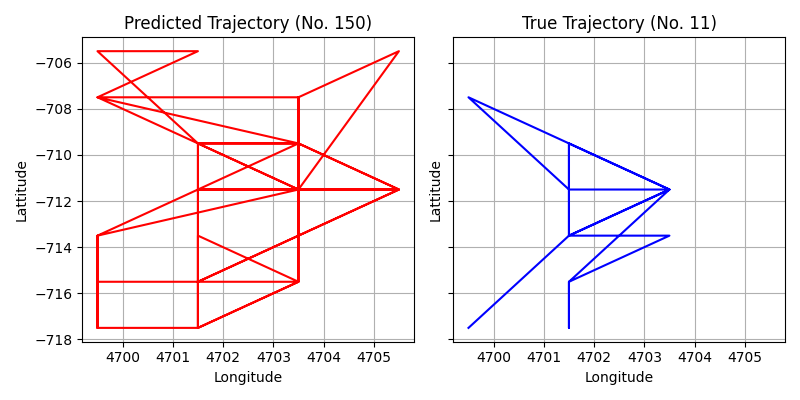 Predicted Trajectory (No. 150)
True Trajectory (No. 11)
Lattitude
−706
−708
−710
−712
−714
−716
−718
4700 4701 4702 4703 4704 4705
Longitude
Lattitude
4700 4701 4702 4703 4704 4705
Longitude